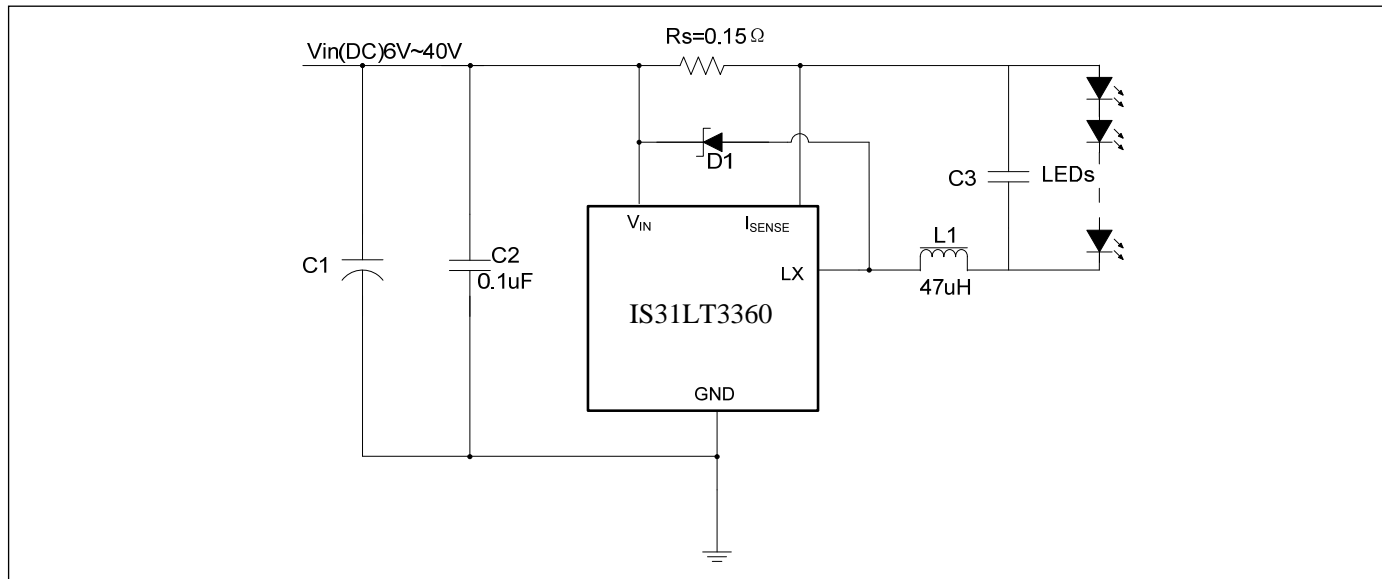 Rs=0.15Ω
Vin(DC)6V~40V
D1
C3
LEDs
VIN
ISENSE
L1
C1
C2
LX
0.1uF
47uH
IS31LT3360
GND